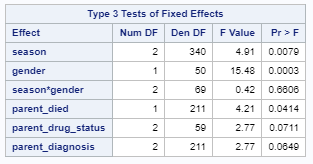 Type 3 Tests of Fixed Effects
Effect Num DF Den DF F Value Pr > F
season 2 340 4.91 0.0079
gender 1 50 15.48 0.0003
season*gender 2 69 0.42 0.6606
parent_died 1 211 4.21 0.0414
parent_drug_status 2 59 2.77 0.0711
parent_diagnosis 2 211 2.77 0.0649